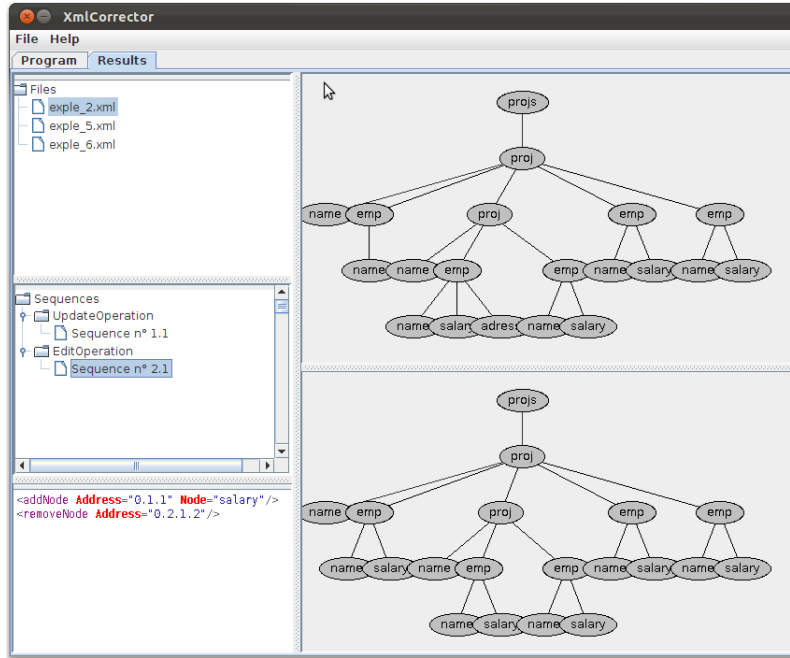 XmlCorrector
File Help
Program Results
Files
exple_2.xml
exple_5.xml
exple_6.xml
Sequences
UpdateOperation
Sequence n° 1.1
EditOperation
Sequence n° 2.1
<addNode Address="0.1.1" Node="salary"/>
<removeNode Address="0.2.1.2"/>
projs
proj
name emp proj emp emp
name name emp emp name salary name salary
name salary adress name salary
projs
proj
name emp proj emp emp
name salary name emp emp name salary name salary
name salary name salary